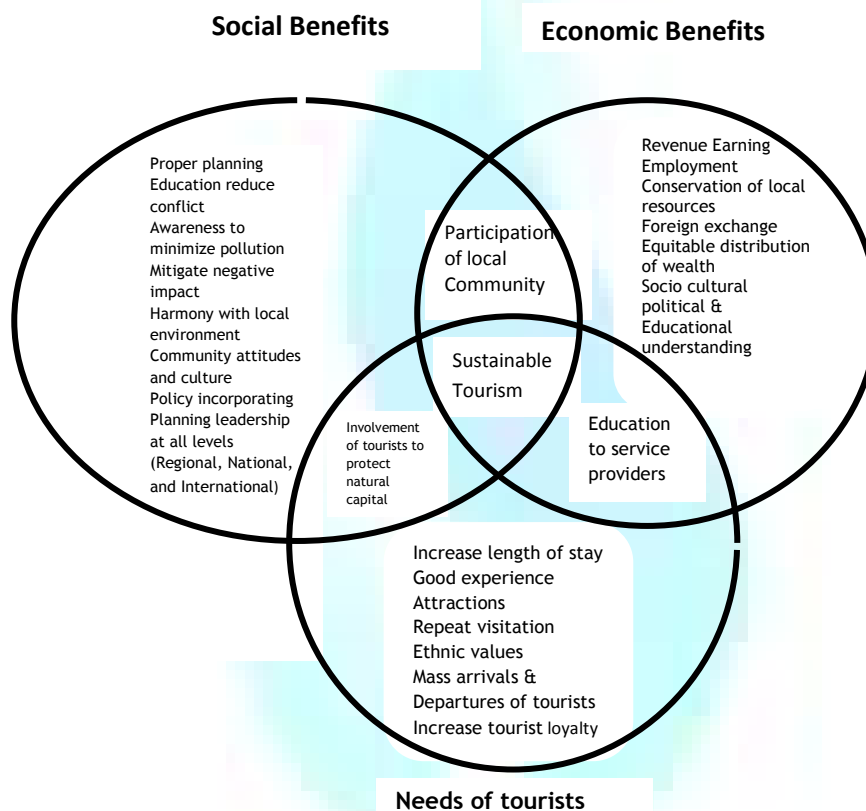 Social Benefits
Economic Benefits
Proper planning
Education reduce
conflict
Awareness to
minimize pollution
Mitigate negative
impact
Harmony with local
environment
Community attitudes
and culture
Policy incorporating
Planning leadership
at all levels
(Regional, National,
and International)
Participation
of local
Community
Revenue Earning
Employment
Conservation of local
resources
Foreign exchange
Equitable distribution
of wealth
Socio cultural
political &
Educational
understanding
Sustainable
Tourism
Involvement
of tourists to
protect
natural
capital
Education
to service
providers
Increase length of stay
Good experience
Attractions
Repeat visitation
Ethnic values
Mass arrivals &
Departures of tourists
Increase tourist loyalty
Needs of tourists